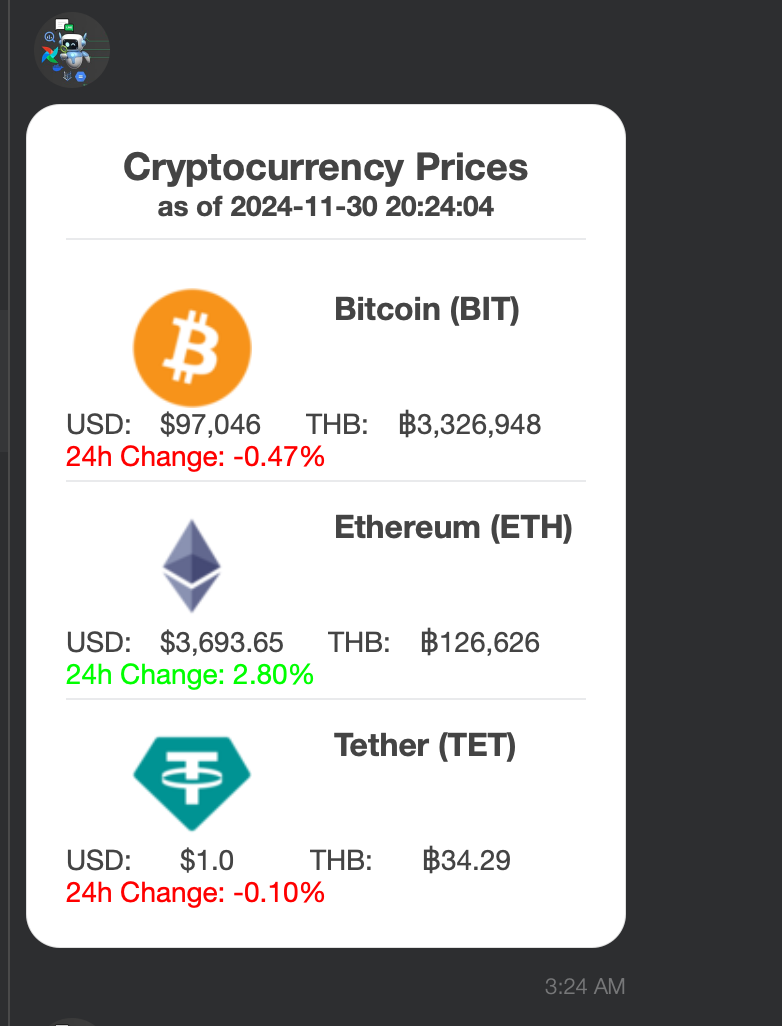 Cryptocurrency Prices
as of 2024-11-30 20:24:04
Bitcoin (BIT)
USD: $97,046 THB: ฿3,326,948
24h Change: -0.47%
Ethereum (ETH)
USD: $3,693.65 THB: ฿126,626
24h Change: 2.80%
Tether (TET)
USD: $1.0 THB: ฿34.29
24h Change: -0.10%
3:24 AM